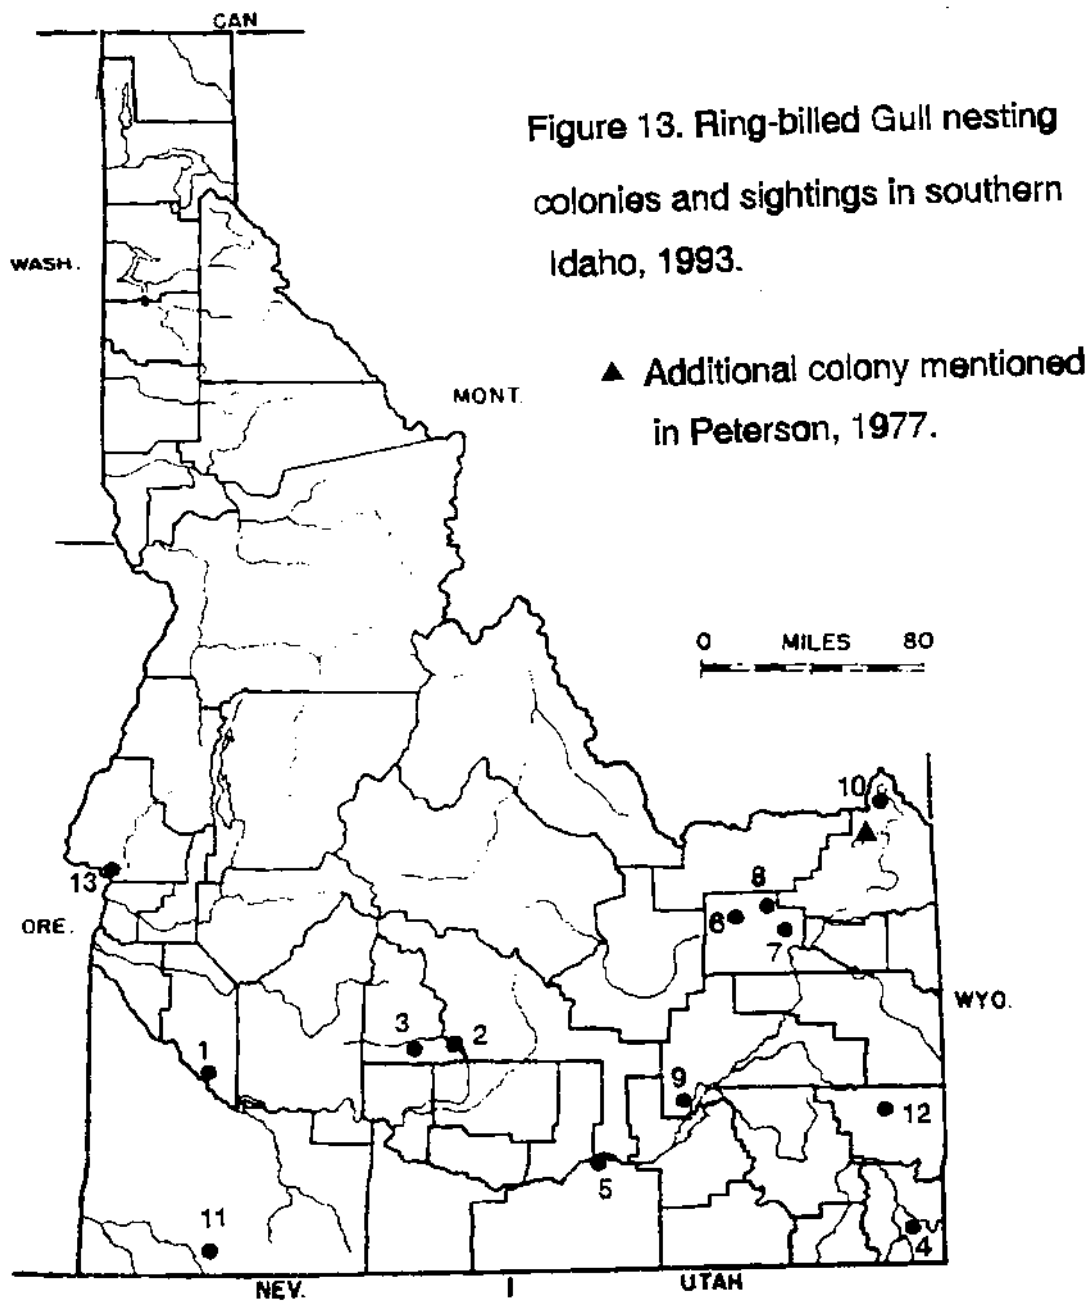 CAN
Figure 13. Ring-billed Gull nesting
colonies and sightings in southern
Idaho, 1993.
WASH.
▲ Additional colony mentioned
in Peterson, 1977.
MONT.
0 MILES 80
10
13
8
6
7
ORE.
WYO.
3
2
1
9
12
5
11
4
NEV.
UTAH